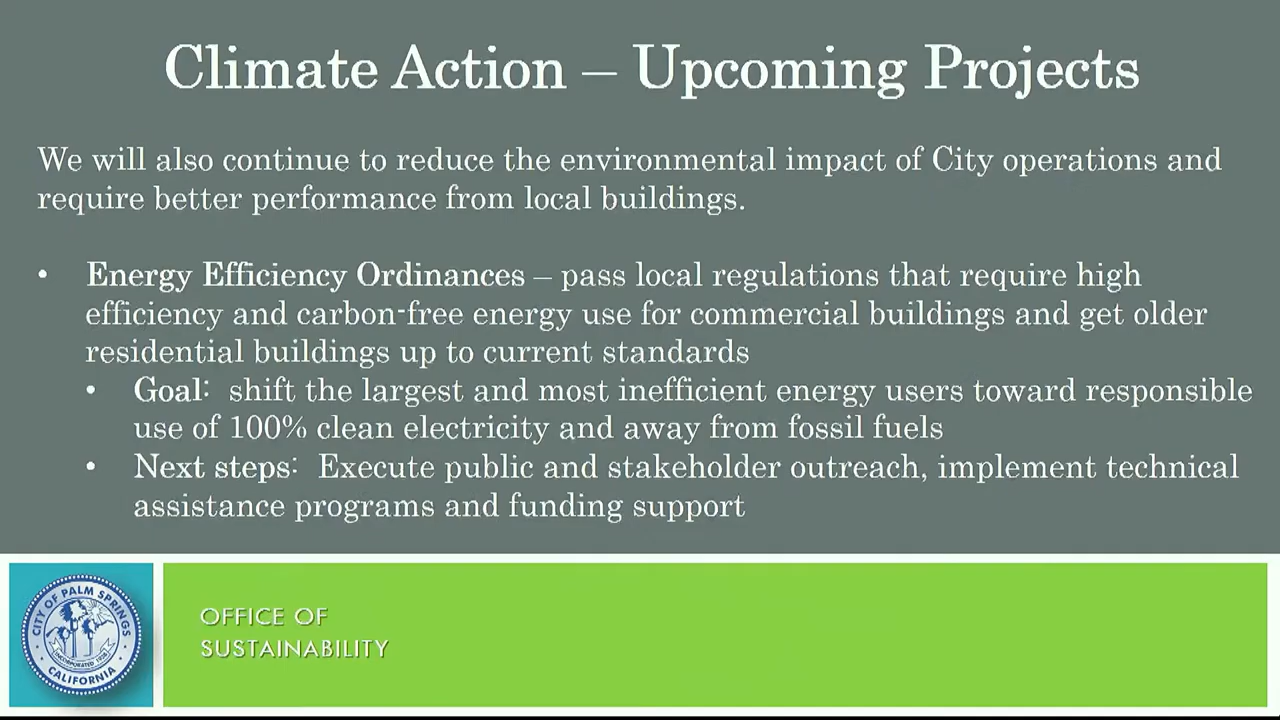 Climate Action – Upcoming Projects
We will also continue to reduce the environmental impact of City operations and
require better performance from local buildings.
• Energy Efficiency Ordinances – pass local regulations that require high
efficiency and carbon-free energy use for commercial buildings and get older
residential buildings up to current standards
• Goal: shift the largest and most inefficient energy users toward responsible
use of 100% clean electricity and away from fossil fuels
• Next steps: Execute public and stakeholder outreach, implement technical
assistance programs and funding support
CITY OF PALM SPRINGS
INCORPORATED 1938
CALIFORNIA
OFFICE OF
SUSTAINABILITY